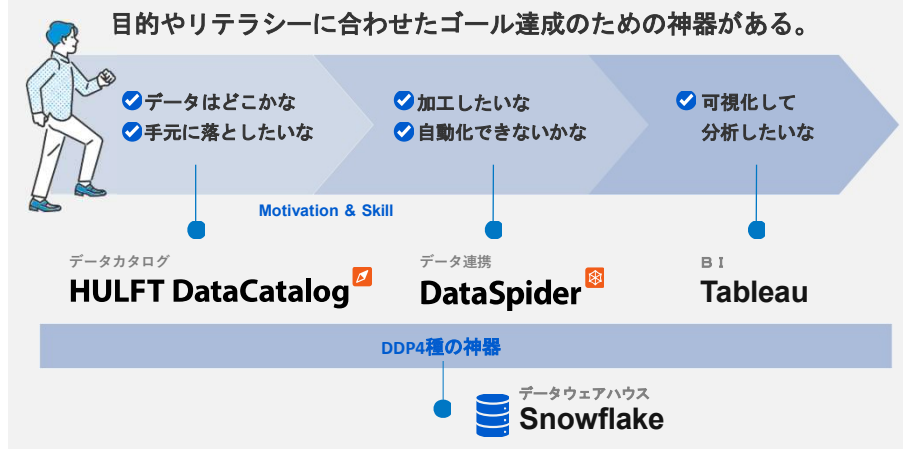 目的やリテラシーに合わせたゴール達成のための神器がある。
データはどこかな
手元に落としたいな
加工したいな
自動化できないかな
可視化して
分析したいな
Motivation & Skill
データカタログ
HULFT DataCatalog
データ連携
DataSpider
ＢＩ
Tableau
DDP4種の神器
データウェアハウス
Snowflake